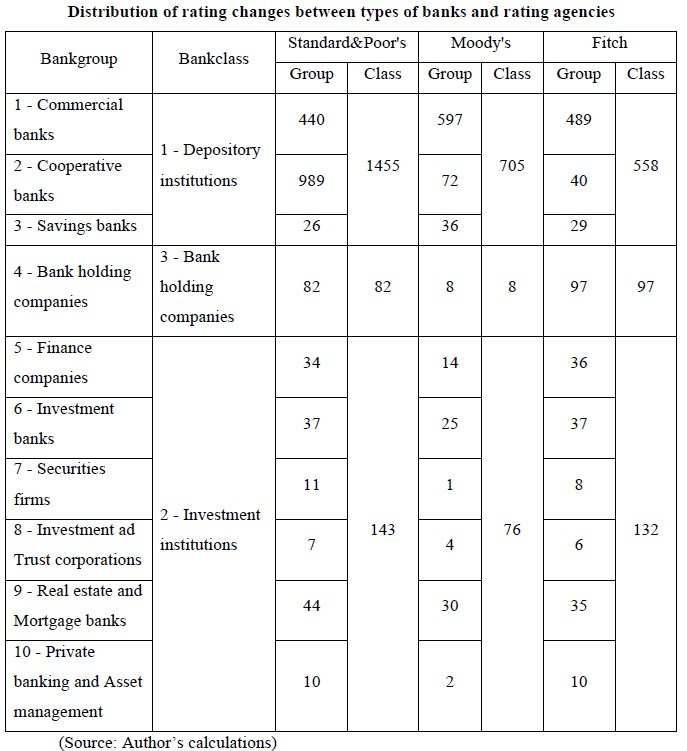 Distribution of rating changes between types of banks and rating agencies
Bankgroup Bankclass Standard&Poor's Moody's Fitch
Group Class Group Class Group Class
1 - Commercial
banks
440 597 489
1 - Depository
institutions
1455 705 558
2 - Cooperative
banks
989 72 40
3 - Savings banks 26 36 29
4 - Bank holding
companies
3 - Bank
holding
companies
82 82 8 8 97 97
5 - Finance
companies
34 14 36
6 - Investment
banks
37 25 37
7 - Securities
firms
11 1 8
2 - Investment
institutions
143 76 132
8 - Investment ad
Trust corporations
7 4 6
9 - Real estate and
Mortgage banks
44 30 35
10 - Private
banking and Asset
management
10 2 10
(Source: Author’s calculations)